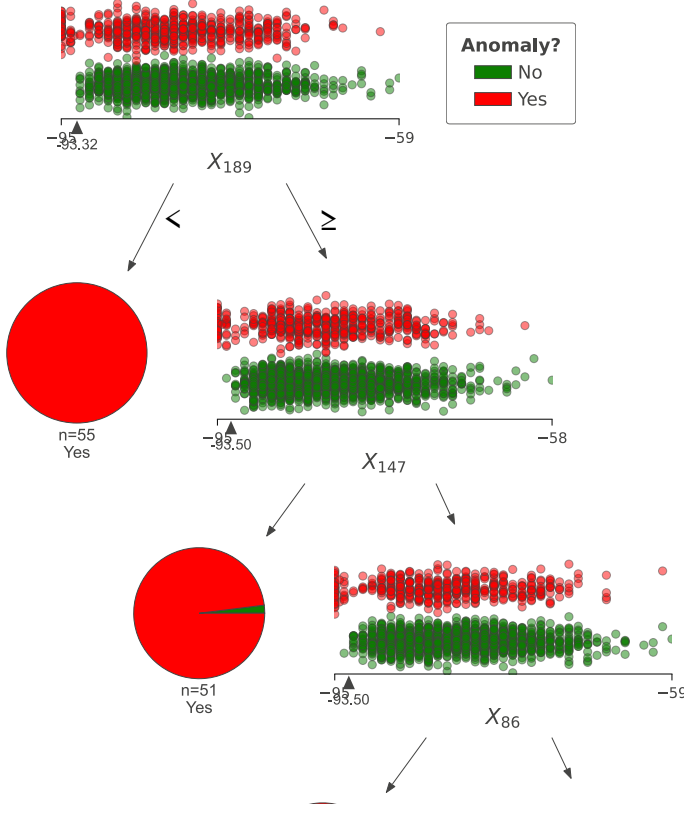 Anomaly?
No
Yes
−95
−59
-93.32
X189
<
≥
n=55
Yes
−95
−58
-93.50
X147
n=51
Yes
−95
−59
-93.50
X86